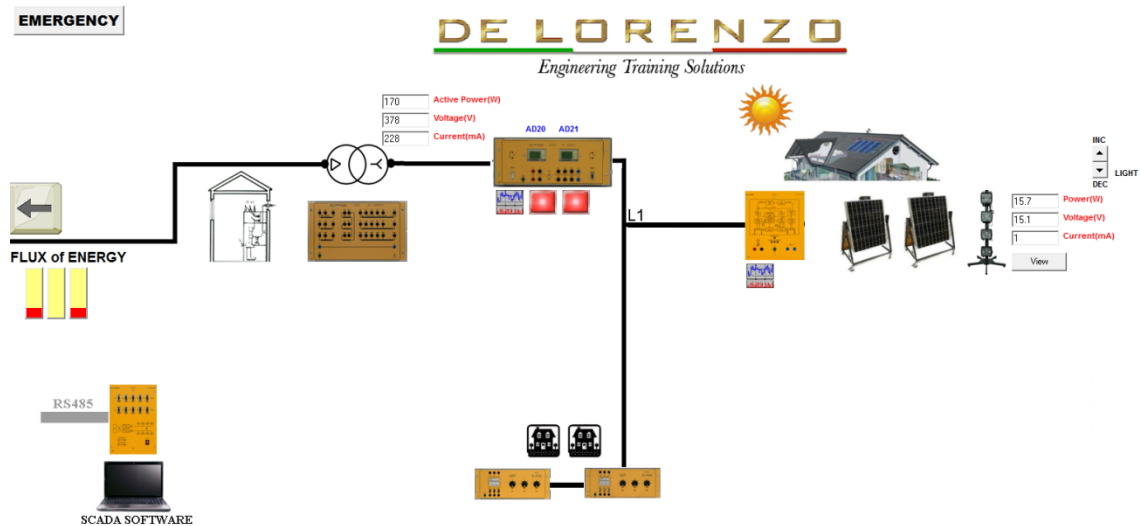 EMERGENCY
DE LORENZO
Engineering Training Solutions
170 Active Power(W)
378 Voltage(V)
228 Current(mA)
AD20 AD21
INC
LIGHT
DEC
L1
15.7 Power(W)
15.1 Voltage(V)
1 Current(mA)
View
FLUX of ENERGY
RS485
SCADA SOFTWARE